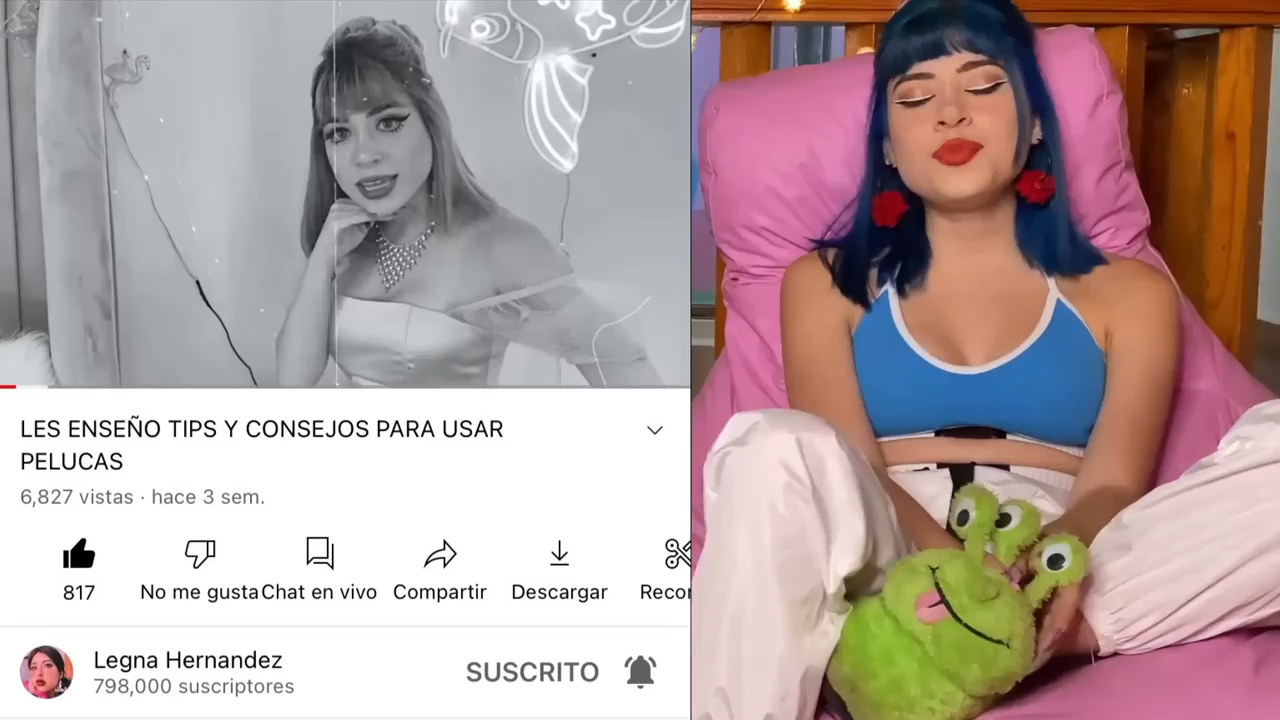 LES ENSEÑO TIPS Y CONSEJOS PARA USAR
PELUCAS
6,827 vistas · hace 3 sem.
817
No me gusta
Chat en vivo
Compartir
Descargar
Recor
Legna Hernandez
SUSCRITO
798,000 suscriptores